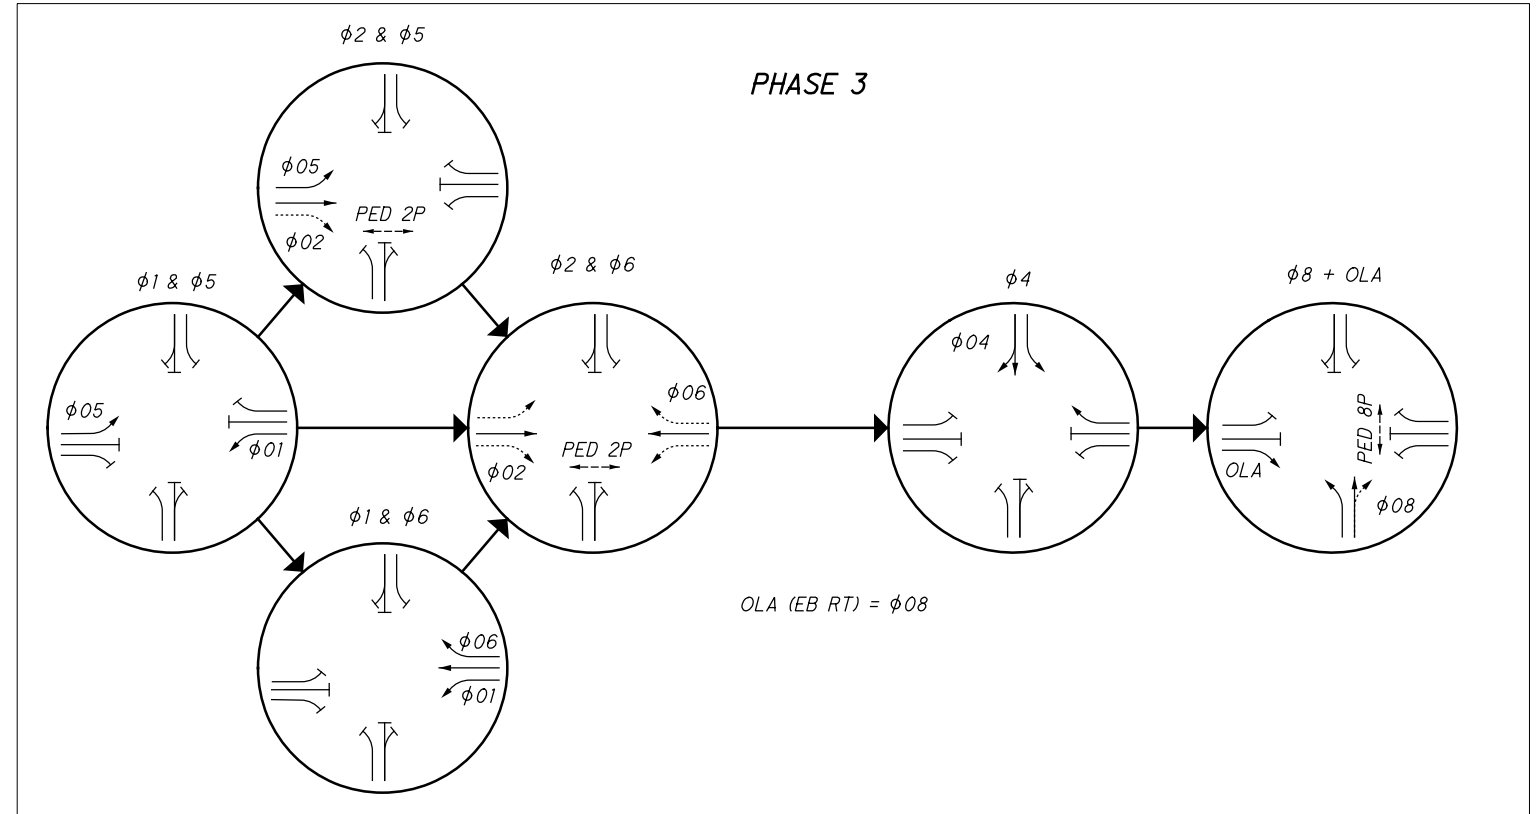 PHASE 3
ϕ2 & ϕ5
ϕ05
PED 2P
ϕ02
ϕ1 & ϕ5
ϕ05
ϕ01
ϕ2 & ϕ6
ϕ06
PED 2P
ϕ02
ϕ1 & ϕ6
ϕ06
ϕ01
ϕ4
ϕ04
ϕ8 + OLA
PED 8P
OLA
ϕ08
OLA (EB RT) = ϕ08